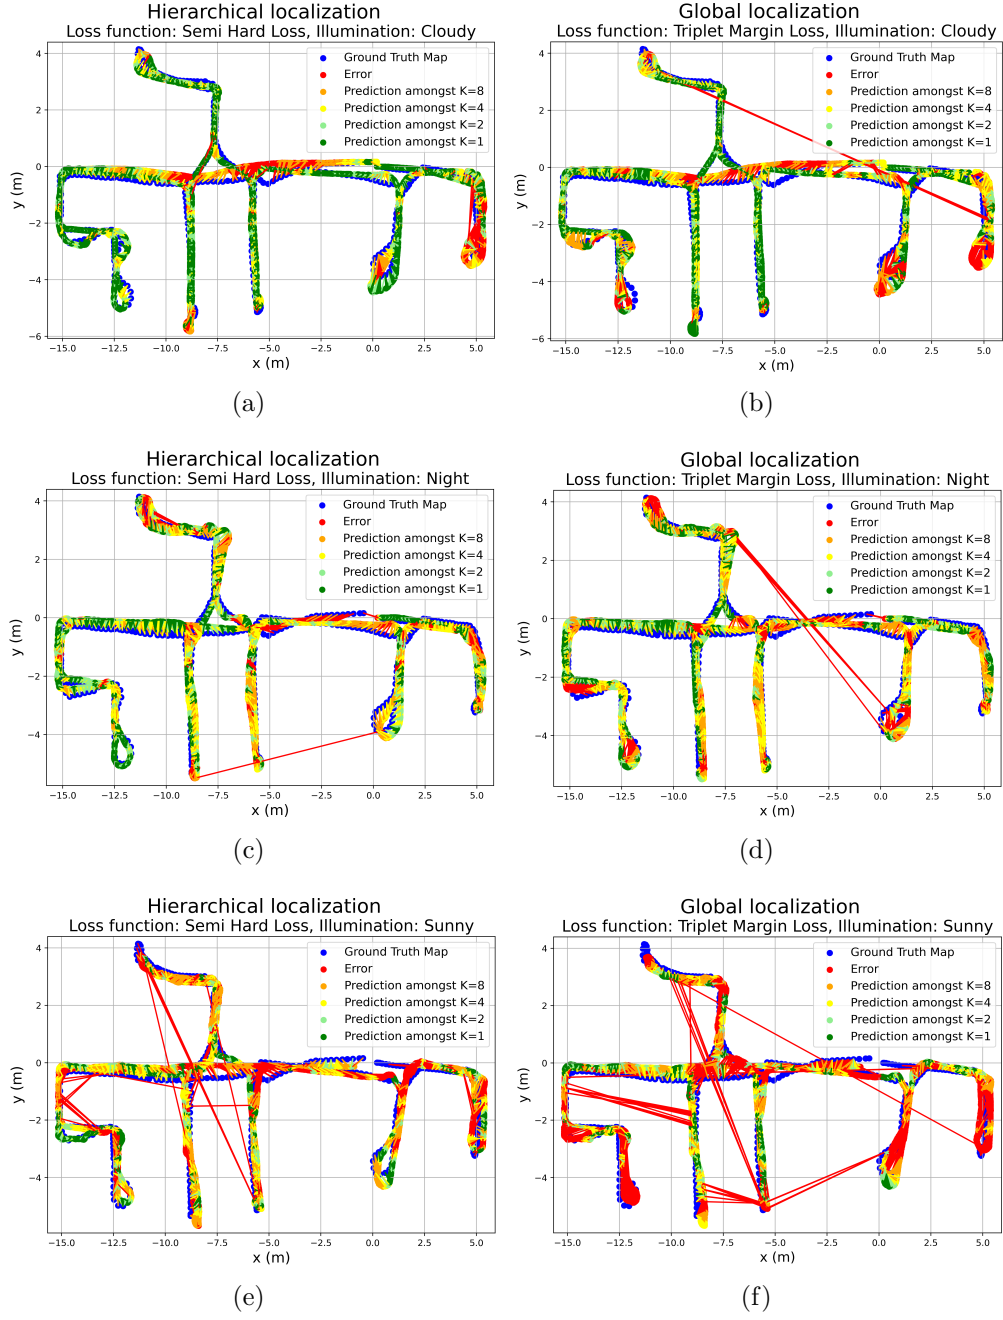 Hierarchical localization
Loss function: Semi Hard Loss, Illumination: Cloudy
Ground Truth Map
Error
Prediction amongst K=8
Prediction amongst K=4
Prediction amongst K=2
Prediction amongst K=1
y (m)
4
2
0
−2
−4
−6
−15.0 −12.5 −10.0 −7.5 −5.0 −2.5 0.0 2.5 5.0
x (m)
(a)
Global localization
Loss function: Triplet Margin Loss, Illumination: Cloudy
Ground Truth Map
Error
Prediction amongst K=8
Prediction amongst K=4
Prediction amongst K=2
Prediction amongst K=1
y (m)
4
2
0
−2
−4
−6
−15.0 −12.5 −10.0 −7.5 −5.0 −2.5 0.0 2.5 5.0
x (m)
(b)
Hierarchical localization
Loss function: Semi Hard Loss, Illumination: Night
Ground Truth Map
Error
Prediction amongst K=8
Prediction amongst K=4
Prediction amongst K=2
Prediction amongst K=1
y (m)
4
2
0
−2
−4
−15.0 −12.5 −10.0 −7.5 −5.0 −2.5 0.0 2.5 5.0
x (m)
(c)
Global localization
Loss function: Triplet Margin Loss, Illumination: Night
Ground Truth Map
Error
Prediction amongst K=8
Prediction amongst K=4
Prediction amongst K=2
Prediction amongst K=1
y (m)
4
2
0
−2
−4
−15.0 −12.5 −10.0 −7.5 −5.0 −2.5 0.0 2.5 5.0
x (m)
(d)
Hierarchical localization
Loss function: Semi Hard Loss, Illumination: Sunny
Ground Truth Map
Error
Prediction amongst K=8
Prediction amongst K=4
Prediction amongst K=2
Prediction amongst K=1
y (m)
4
2
0
−2
−4
−15.0 −12.5 −10.0 −7.5 −5.0 −2.5 0.0 2.5 5.0
x (m)
(e)
Global localization
Loss function: Triplet Margin Loss, Illumination: Sunny
Ground Truth Map
Error
Prediction amongst K=8
Prediction amongst K=4
Prediction amongst K=2
Prediction amongst K=1
y (m)
4
2
0
−2
−4
−15.0 −12.5 −10.0 −7.5 −5.0 −2.5 0.0 2.5 5.0
x (m)
(f)